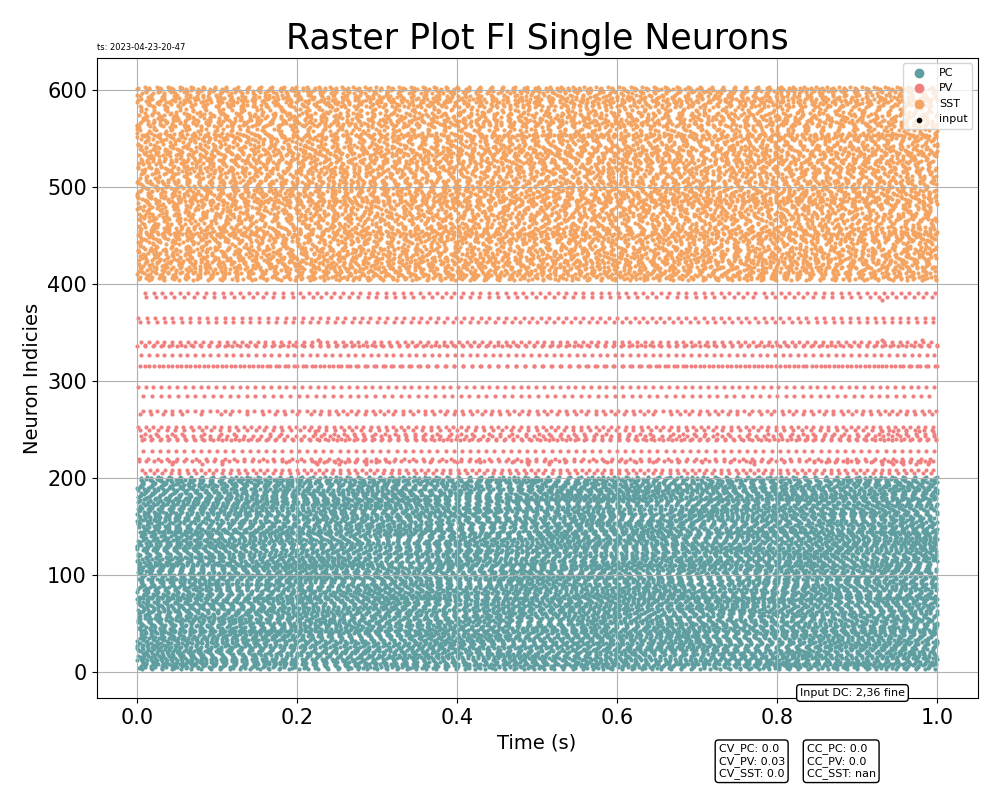 Raster Plot FI Single Neurons
ts: 2023-04-23-20-47
PC
PV
SST
input
600
500
400
300
200
100
0
Neuron Indicies
Input DC: 2,36 fine
0.0 0.2 0.4 0.6 0.8 1.0
Time (s)
CV_PC: 0.0
CV_PV: 0.03
CV_SST: 0.0
CC_PC: 0.0
CC_PV: 0.0
CC_SST: nan